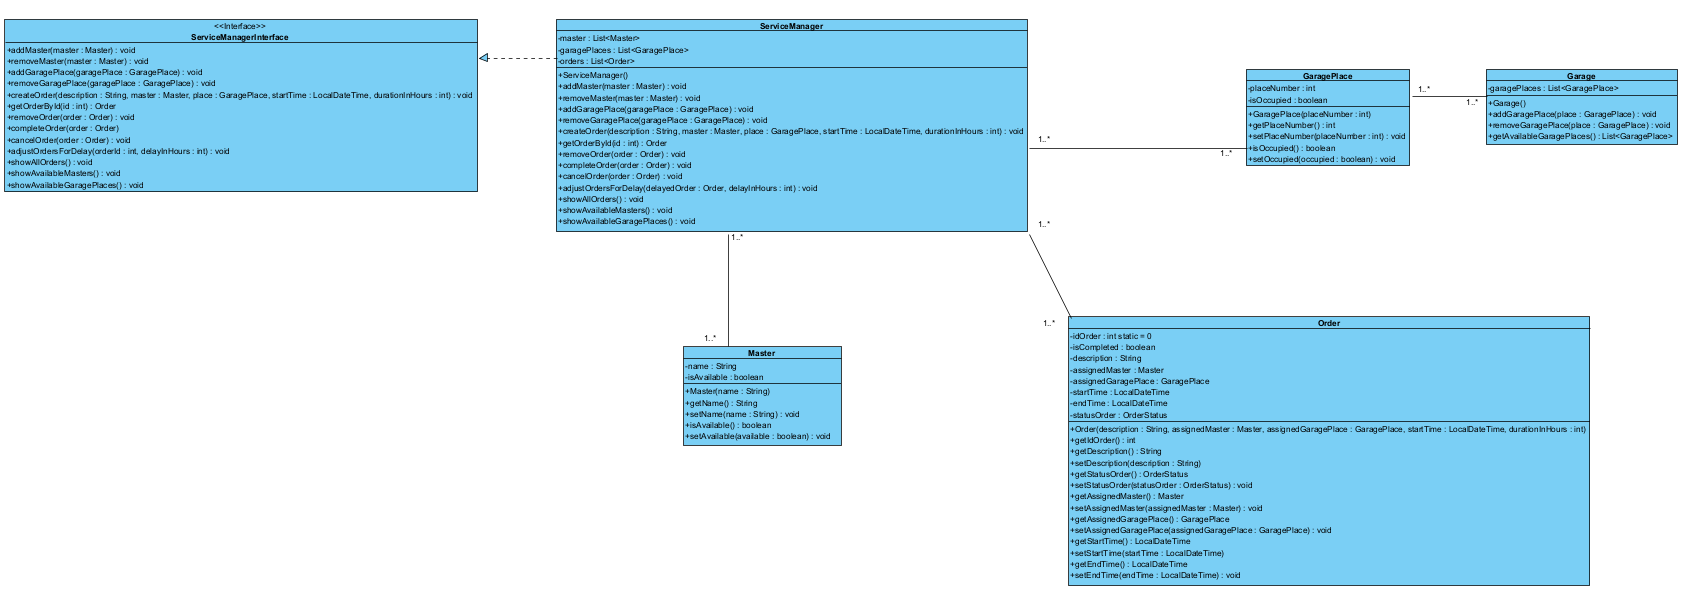 <<Interface>>
ServiceManagerInterface
+addMaster(master : Master) : void
+removeMaster(master : Master) : void
+addGaragePlace(garagePlace : GaragePlace) : void
+removeGaragePlace(garagePlace : GaragePlace) : void
+createOrder(description : String, master : Master, place : GaragePlace, startTime : LocalDateTime, durationInHours : int) : void
+getOrderById(id : int) : Order
+removeOrder(order : Order) : void
+completeOrder(order : Order)
+cancelOrder(order : Order) : void
+adjustOrdersForDelay(orderId : int, delayInHours : int) : void
+showAllOrders() : void
+showAvailableMasters() : void
+showAvailableGaragePlaces() : void
ServiceManager
-master : List<Master>
-garagePlaces : List<GaragePlace>
-orders : List<Order>
+ServiceManager()
+addMaster(master : Master) : void
+removeMaster(master : Master) : void
+addGaragePlace(garagePlace : GaragePlace) : void
+removeGaragePlace(garagePlace : GaragePlace) : void
+createOrder(description : String, master : Master, place : GaragePlace, startTime : LocalDateTime, durationInHours : int) : void
+getOrderById(id : int) : Order
+removeOrder(order : Order) : void
+completeOrder(order : Order) : void
+cancelOrder(order : Order) : void
+adjustOrdersForDelay(delayedOrder : Order, delayInHours : int) : void
+showAllOrders() : void
+showAvailableMasters() : void
+showAvailableGaragePlaces() : void
1..*
1..*
GaragePlace
-placeNumber : int
-isOccupied : boolean
+GaragePlace(placeNumber : int)
+getPlaceNumber() : int
+setPlaceNumber(placeNumber : int) : void
+isOccupied() : boolean
+setOccupied(occupied : boolean) : void
1..*
1..*
Garage
-garagePlaces : List<GaragePlace>
+Garage()
+addGaragePlace(place : GaragePlace) : void
+removeGaragePlace(place : GaragePlace) : void
+getAvailableGaragePlaces() : List<GaragePlace>
1..*
1..*
1..*
1..*
Master
-name : String
-isAvailable : boolean
+Master(name : String)
+getName() : String
+setName(name : String) : void
+isAvailable() : boolean
+setAvailable(available : boolean) : void
Order
-idOrder : int static = 0
-isCompleted : boolean
-description : String
-assignedMaster : Master
-assignedGaragePlace : GaragePlace
-startTime : LocalDateTime
-endTime : LocalDateTime
-statusOrder : OrderStatus
+Order(description : String, assignedMaster : Master, assignedGaragePlace : GaragePlace, startTime : LocalDateTime, durationInHours : int)
+getIdOrder() : int
+getDescription() : String
+setDescription(description : String)
+getStatusOrder() : OrderStatus
+setStatusOrder(statusOrder : OrderStatus) : void
+getAssignedMaster() : Master
+setAssignedMaster(assignedMaster : Master) : void
+getAssignedGaragePlace() : GaragePlace
+setAssignedGaragePlace(assignedGaragePlace : GaragePlace) : void
+getStartTime() : LocalDateTime
+setStartTime(startTime : LocalDateTime)
+getEndTime() : LocalDateTime
+setEndTime(endTime : LocalDateTime) : void